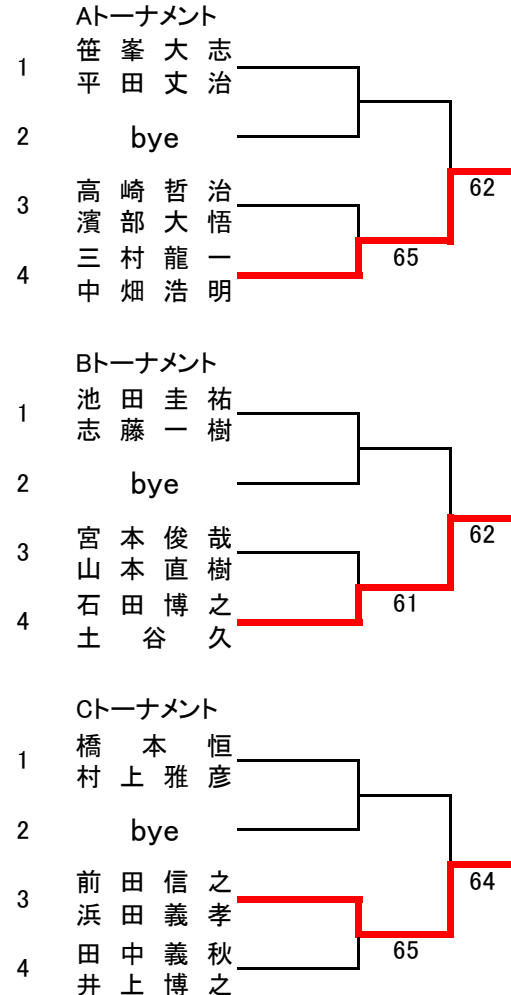 Aトーナメント
笹峯大志
1
平田丈治
2 bye
高崎哲治
3
濱部大悟
62
三村龍一
4
中畑浩明
65
Bトーナメント
池田圭祐
1
志藤一樹
2 bye
宮本俊哉
3
山本直樹
62
石田博之
4
土谷久
61
Cトーナメント
橋本恒
1
村上雅彦
2 bye
前田信之
3
浜田義孝
64
田中義秋
4
井上博之
65